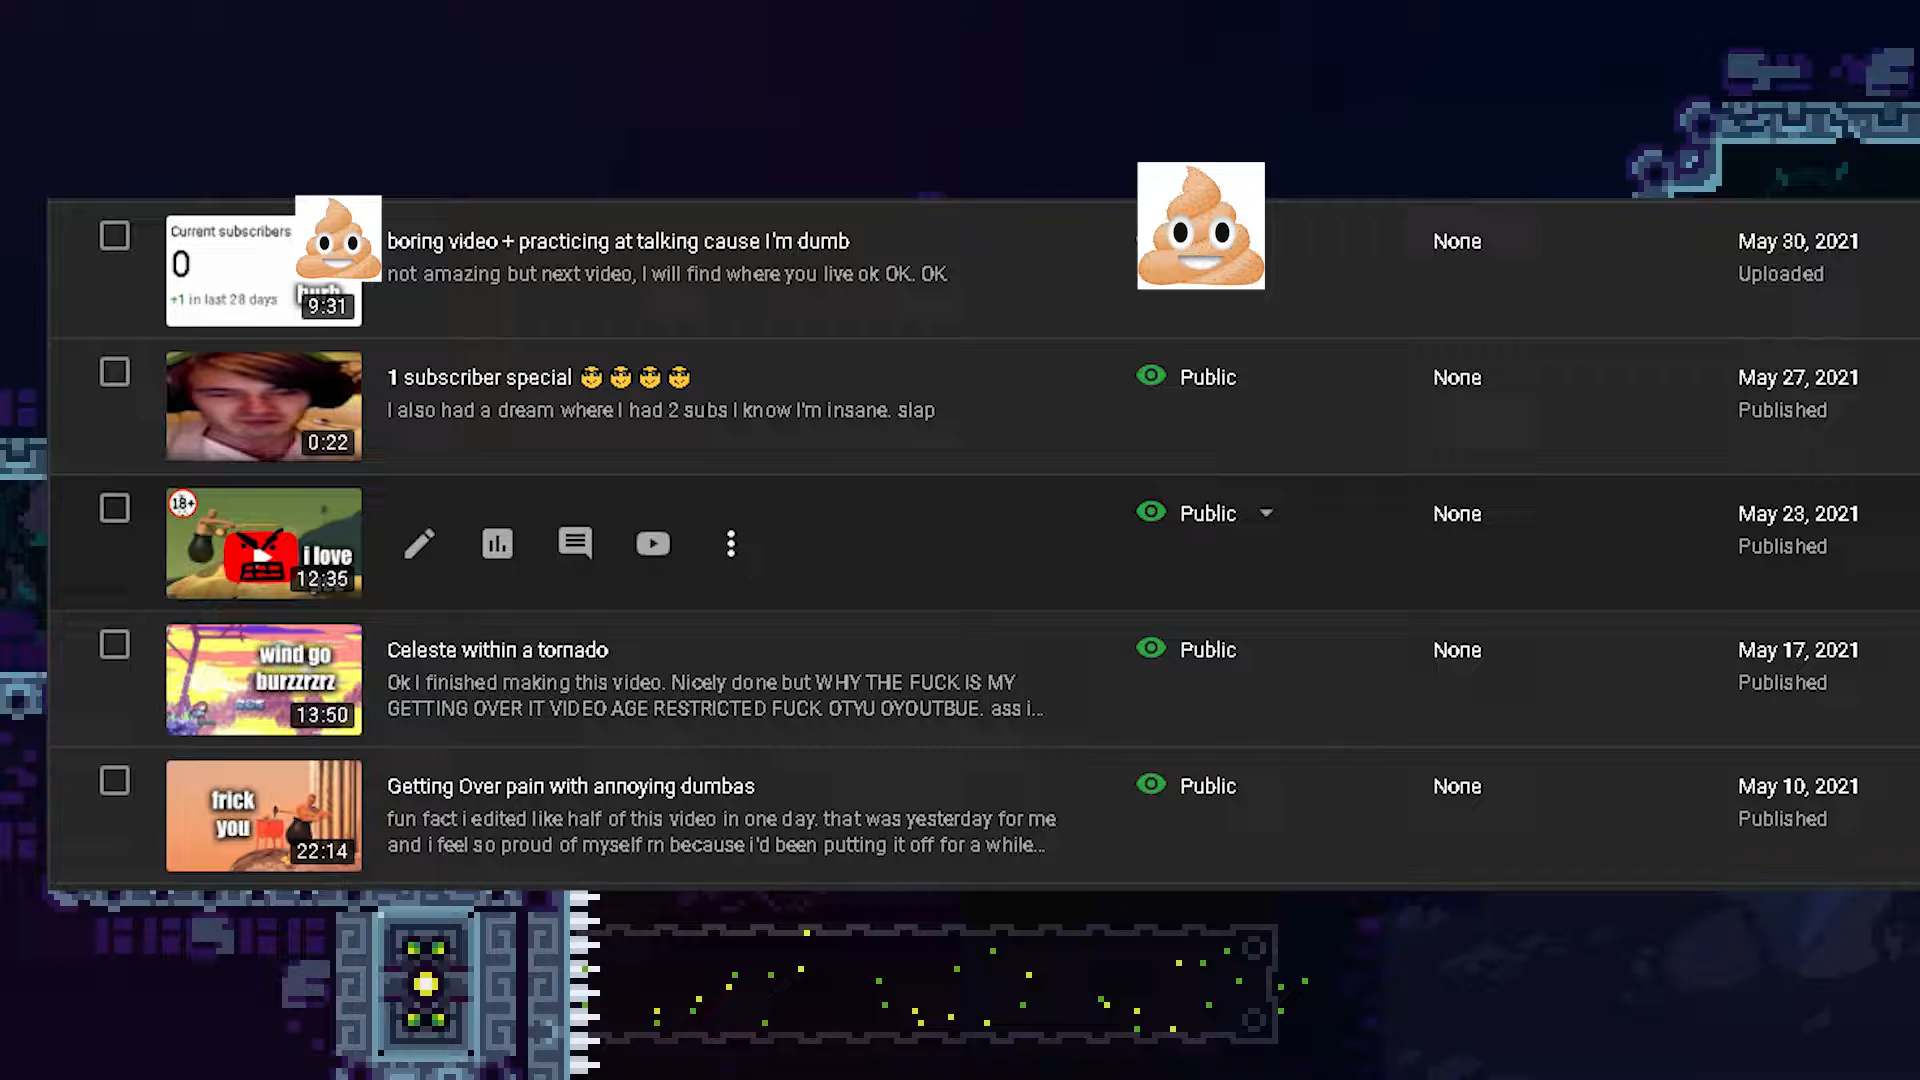 Current subscribers
0
+1 in last 28 days
9:31
boring video + practicing at talking cause I'm dumb
not amazing but next video, I will find where you live ok OK. OK
None
May 30, 2021
Uploaded
0:22
1 subscriber special
I also had a dream where I had 2 subs I know I'm insane. slap
Public
None
May 27, 2021
Published
18+
i love
12:35
Public
None
May 23, 2021
Published
wind go
burzzrzrz
13:50
Celeste within a tornado
Ok I finished making this video. Nicely done but WHY THE FUCK IS MY
GETTING OVER IT VIDEO AGE RESTRICTED FUCK OTYU OYOUTBUE. ass i...
Public
None
May 17, 2021
Published
frick
you
22:14
Getting Over pain with annoying dumbas
fun fact i edited like half of this video in one day. that was yesterday for me
and i feel so proud of myself rn because i'd been putting it off for a while...
Public
None
May 10, 2021
Published